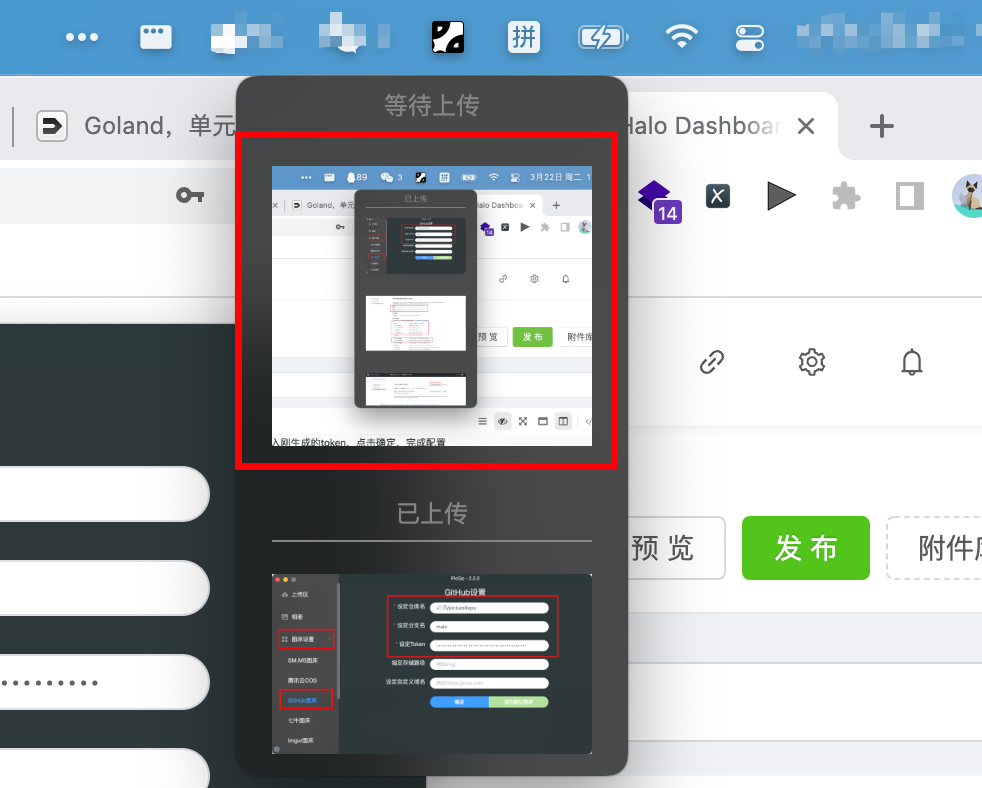 拼
等待上传
Goland，单元
Halo Dashboar
14
89
3
拼
3月22日 周二
已上传
Goland，单元
Halo Dashboar
14
预 览
发 布
附件库
入刚生成的token，点击确定，完成配置
预 览
发 布
附件库
已上传
PicGo - 2.3.0
上传区
GitHub设置
相册
* 设定仓库名
/pictureRepo
图床设置
* 设定分支名
main
* 设定Token
SM.MS图床
指定存储路径
腾讯云COS
设定自定义域名
GitHub图床
确定
设为默认图床
七牛图床
Imgur图床